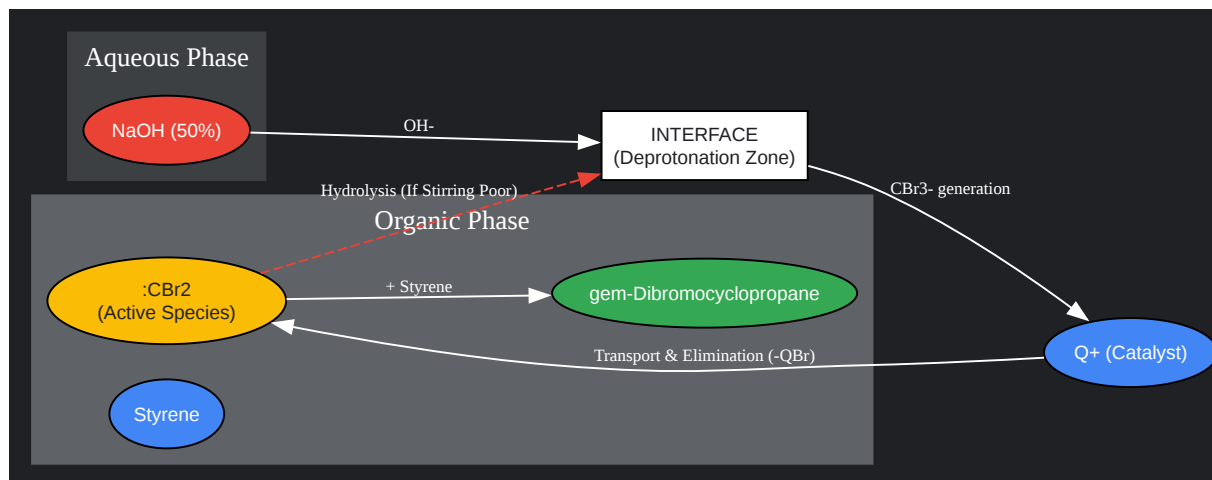 Aqueous Phase
NaOH (50%)
OH-
INTERFACE
(Deprotonation Zone)
Hydrolysis (If Stirring Poor)
CBr3- generation
Organic Phase
:CBr2
(Active Species)
+ Styrene
gem-Dibromocyclopropane
Transport & Elimination (-QBr)
Q+ (Catalyst)
Styrene